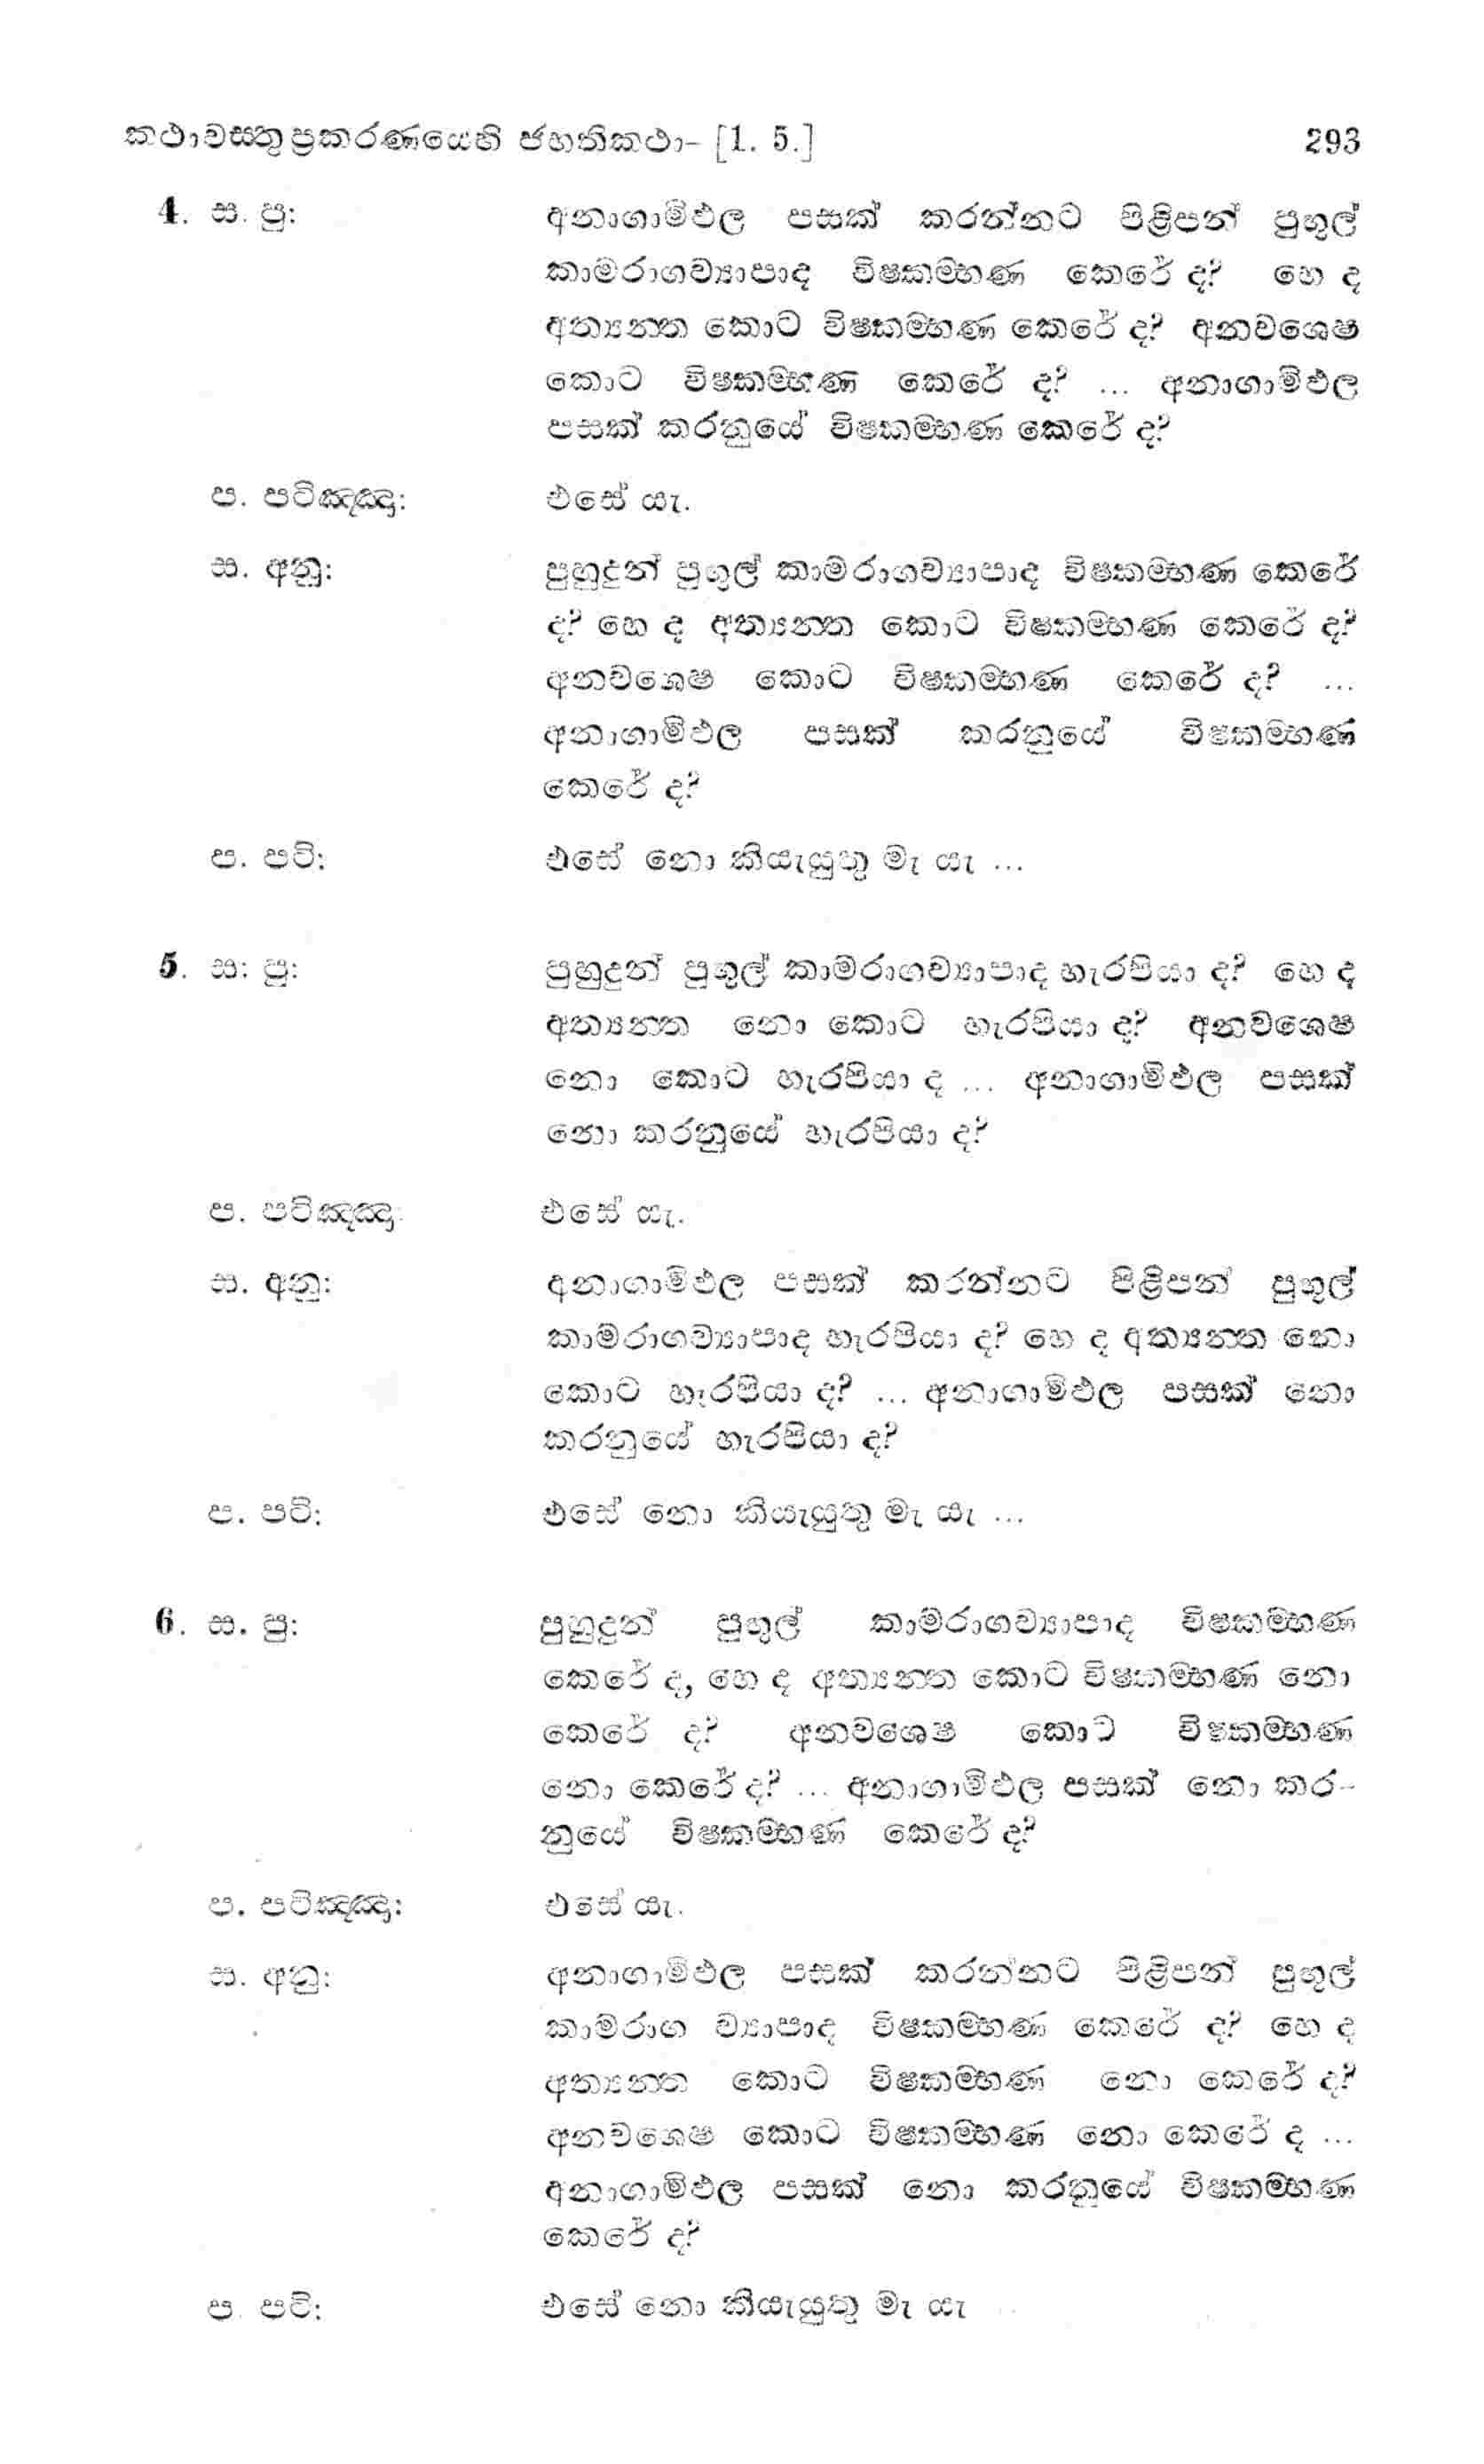 කථාවස්තුප්‍රකරණයෙහි ජහතිකථා– [1. 5.] 293
4. ස. පු: අනාගාමිඵල පසක් කරන්නට පිළිපන් පුගුල්
කාමරාගව්‍යාපාද විෂ්කම්භණ කෙරේ ද? හෙ ද
අත්‍යන්ත කොට විෂ්කම්භණ කෙරේ ද? අනවශෙෂ
කොට විෂ්කම්භණ කෙරේ ද? ... අනාගාමිඵල
පසක් කරනුයේ විෂ්කම්භණ කෙරේ ද?
ප. පටිඤ්ඤා: එසේ යැ.
ස. අනු: පුහුදුන් පුගුල් කාමරාගව්‍යාපාද විෂ්කම්භණ කෙරේ
ද? හෙ ද අත්‍යන්ත කොට විෂ්කම්භණ කෙරේ ද?
අනවශෙෂ කොට විෂ්කම්භණ කෙරේ ද? ...
අනාගාමිඵල පසක් කරනුයේ විෂ්කම්භණ
කෙරේ ද?
ප. පටි: එසේ නො කියැයුතු මැ යැ ...
5. ස: පු: පුහුදුන් පුගුල් කාමරාගව්‍යාපාද හැරපියා ද? හෙ ද
අත්‍යන්ත නො කොට හැරපියා ද? අනවශෙෂ
නො කොට හැරපියා ද ... අනාගාමිඵල පසක්
නො කරනුයේ හැරපියා ද?
ප. පටිඤ්ඤා: එසේ යැ.
ස. අනු: අනාගාමිඵල පසක් කරන්නට පිළිපන් පුගුල්
කාමරාගව්‍යාපාද හැරපියා ද? හෙ ද අත්‍යන්ත නො
කොට හැරපියා ද? ... අනාගාමිඵල පසක් නො
කරනුයේ හැරපියා ද?
ප. පටි: එසේ නො කියැයුතු මැ යැ ...
6. ස. පු: පුහුදුන් පුගුල් කාමරාගව්‍යාපාද විෂ්කම්භණ
කෙරේ ද, හෙ ද අත්‍යන්ත කොට විෂ්කම්භණ නො
කෙරේ ද? අනවශෙෂ කොට විෂ්කම්භණ
නො කෙරේ ද? ... අනාගාමිඵල පසක් නො කර-
නුයේ විෂ්කම්භණ කෙරේ ද?
ප. පටිඤ්ඤා: එසේ යැ.
ස. අනු: අනාගාමිඵල පසක් කරන්නට පිළිපන් පුගුල්
කාමරාග ව්‍යාපාද විෂ්කම්භණ කෙරේ ද? හෙ ද
අත්‍යන්ත කොට විෂ්කම්භණ නො කෙරේ ද?
අනවශෙෂ කොට විෂ්කම්භණ නො කෙරේ ද ...
අනාගාමිඵල පසක් නො කරනුයේ විෂ්කම්භණ
කෙරේ ද?
ප. පටි: එසේ නො කියැයුතු මැ යැ